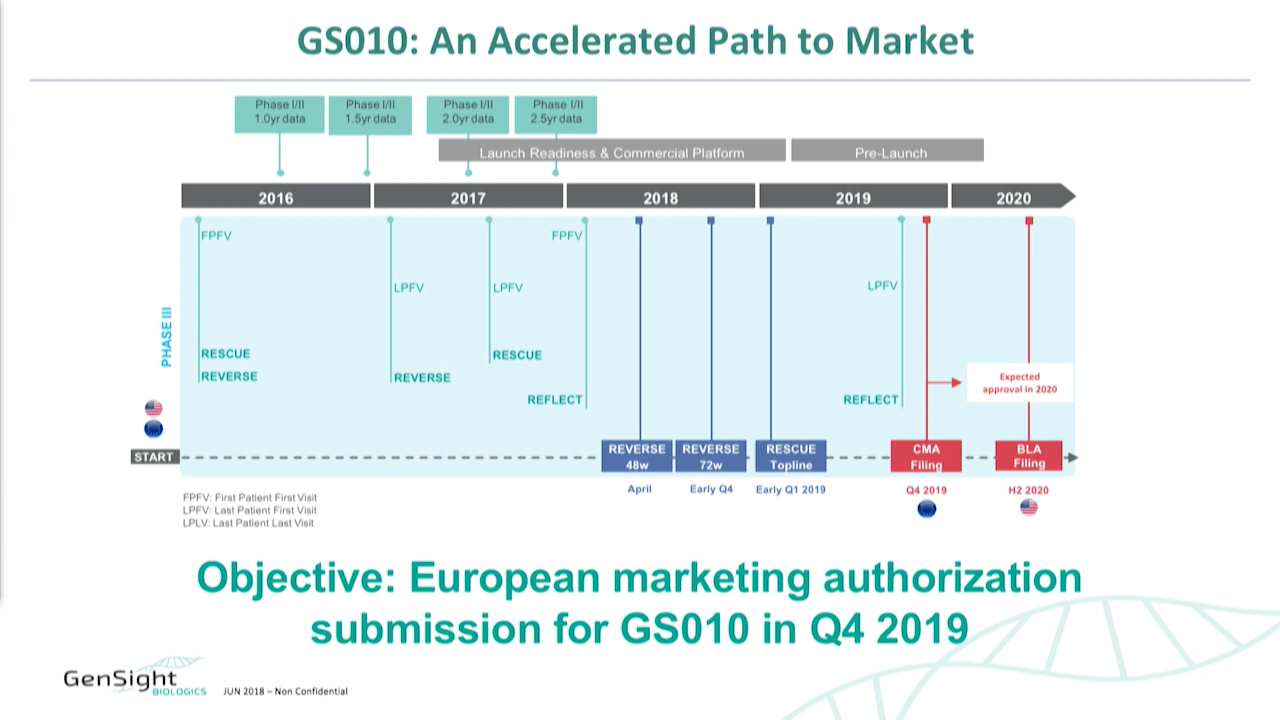 GS010: An Accelerated Path to Market
Phase I/II
1.0yr data
Phase I/II
1.5yr data
Phase I/II
2.0yr data
Phase I/II
2.5yr data
Launch Readiness & Commercial Platform
Pre-Launch
2016
2017
2018
2019
2020
PHASE III
FPFV
FPFV
LPFV
LPFV
LPFV
RESCUE
RESCUE
REVERSE
REVERSE
REFLECT
REFLECT
Expected
approval in 2020
START
REVERSE
48w
REVERSE
72w
RESCUE
Topline
CMA
Filing
BLA
Filing
April
Early Q4
Early Q1 2019
Q4 2019
H2 2020
FPFV: First Patient First Visit
LPFV: Last Patient First Visit
LPLV: Last Patient Last Visit
Objective: European marketing authorization
submission for GS010 in Q4 2019
GenSight
BIOLOGICS
JUN 2018 – Non Confidential